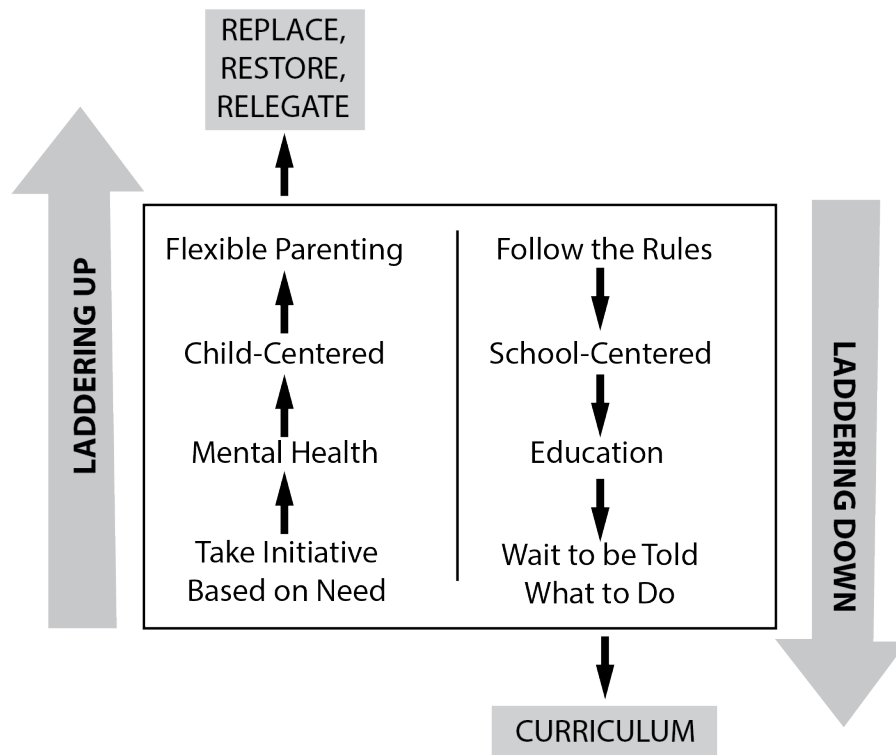 REPLACE,
RESTORE,
RELEGATE
LADDERING UP
Flexible Parenting
Child-Centered
Mental Health
Take Initiative
Based on Need
Follow the Rules
School-Centered
Education
Wait to be Told
What to Do
LADDERING DOWN
CURRICULUM